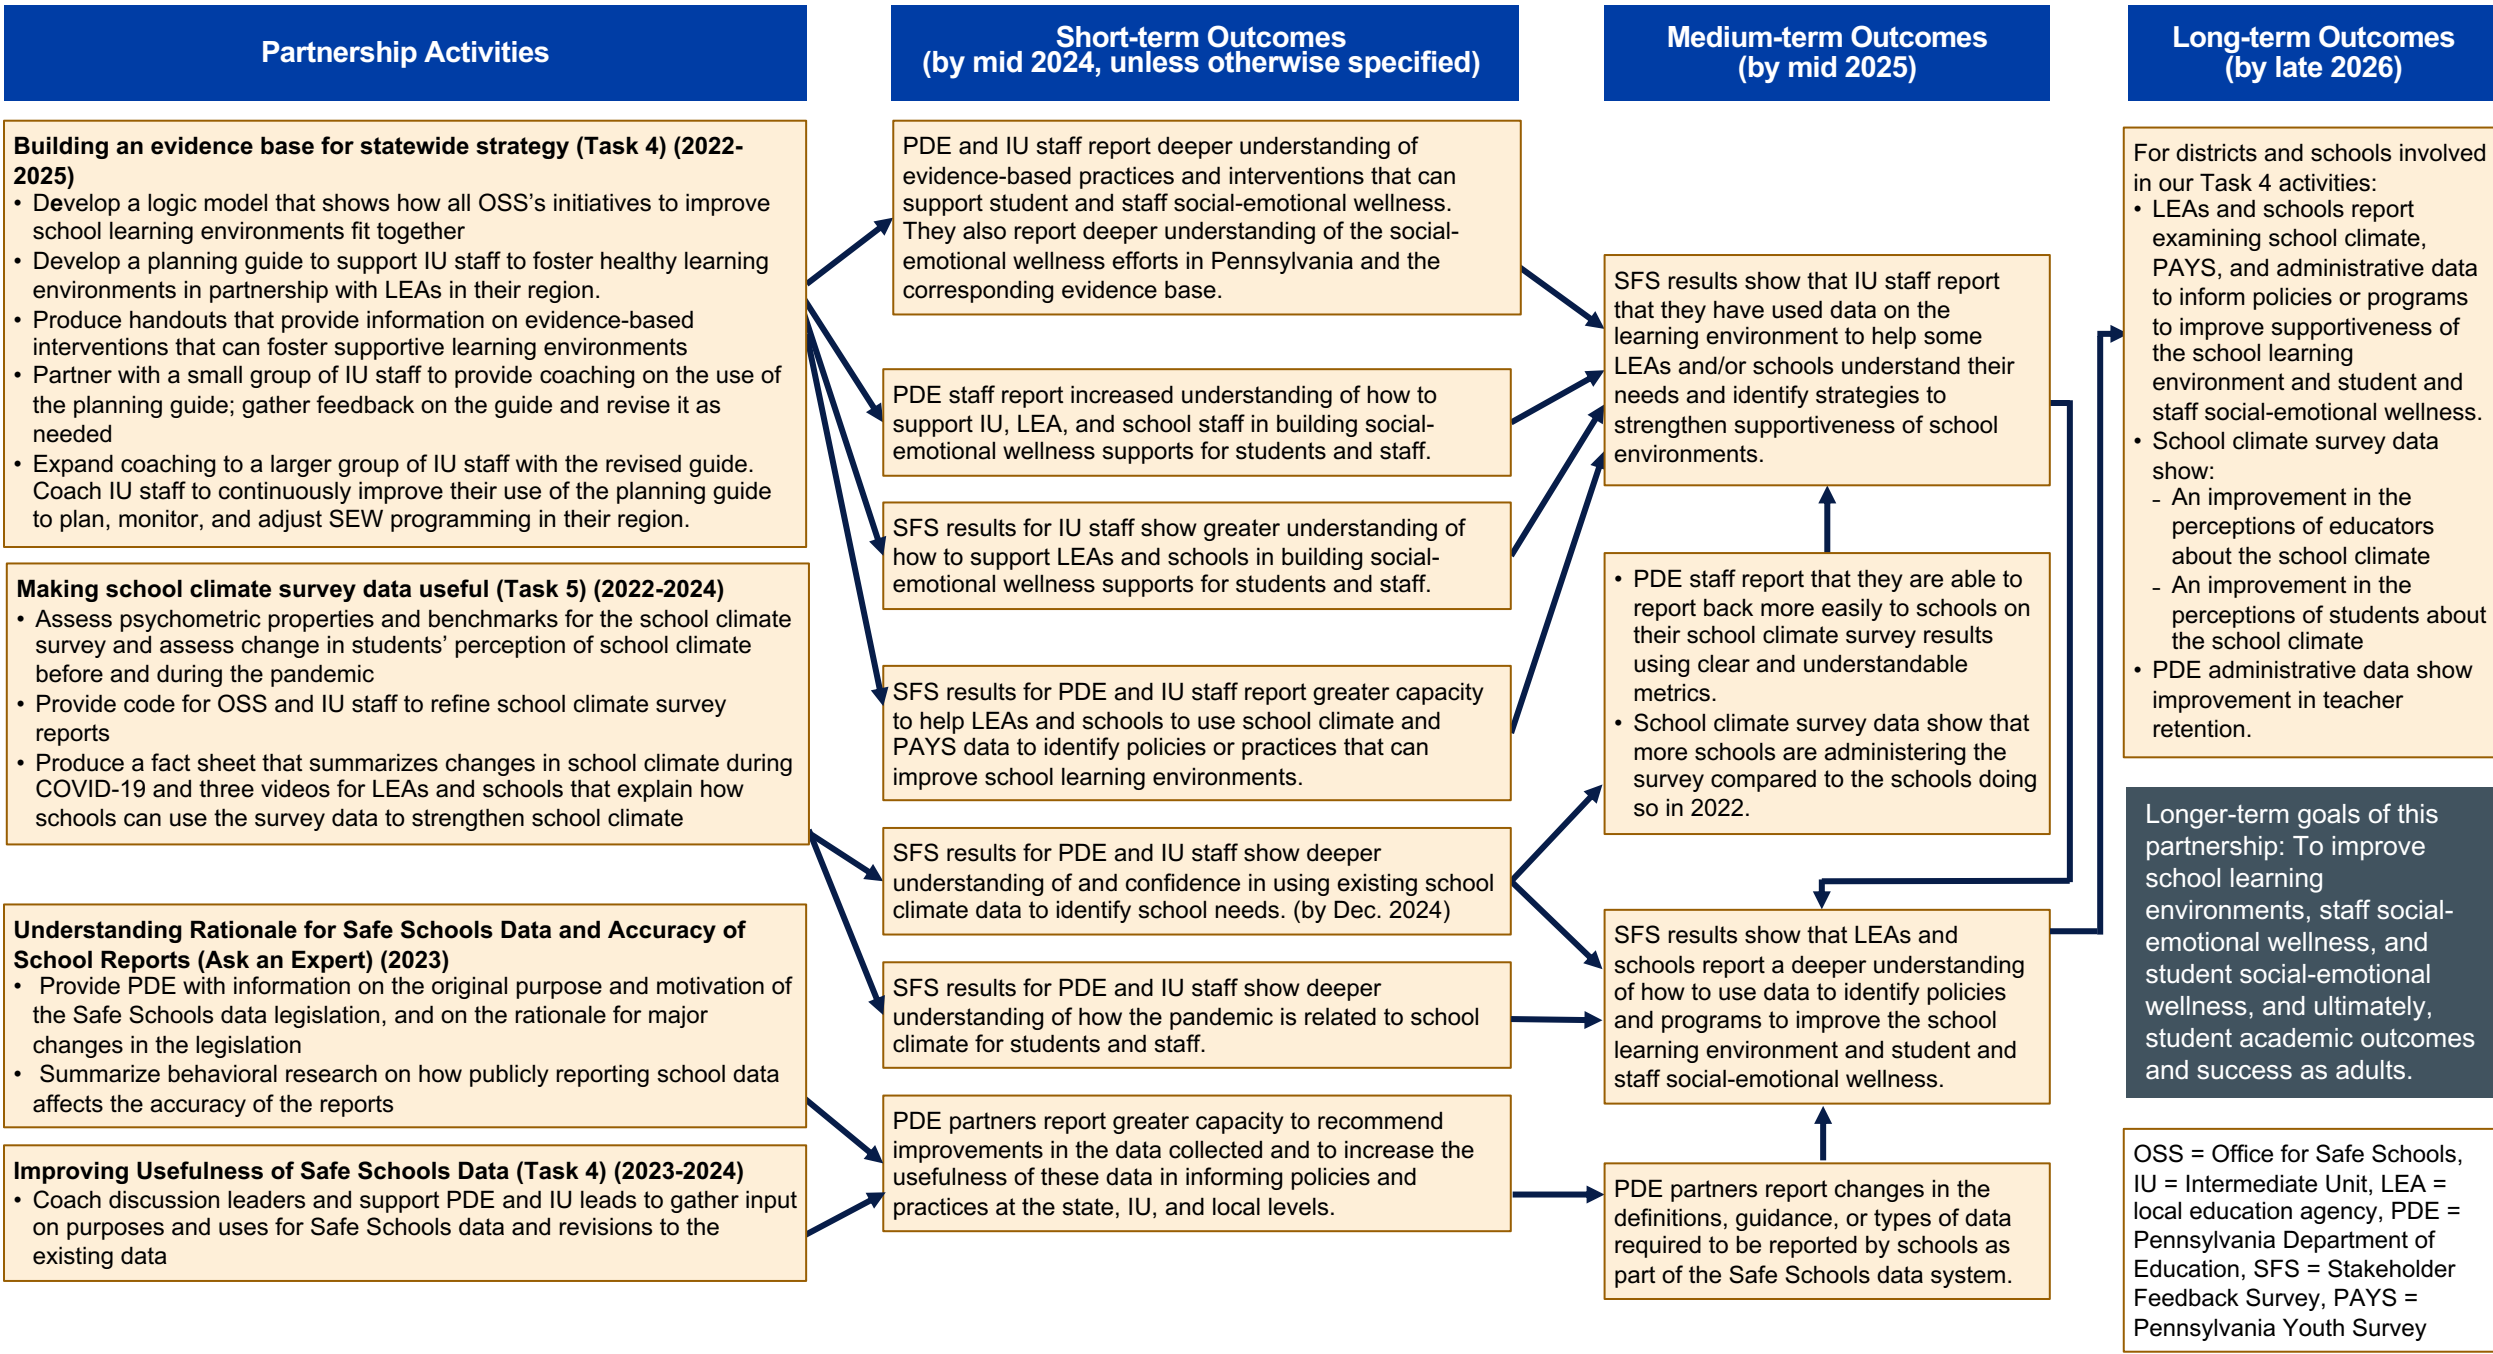 Partnership Activities
Short-term Outcomes
(by mid 2024, unless otherwise specified)
Medium-term Outcomes
(by mid 2025)
Long-term Outcomes
(by late 2026)
Building an evidence base for statewide strategy (Task 4) (2022-
2025)
• Develop a logic model that shows how all OSS’s initiatives to improve
school learning environments fit together
• Develop a planning guide to support IU staff to foster healthy learning
environments in partnership with LEAs in their region.
• Produce handouts that provide information on evidence-based
interventions that can foster supportive learning environments
• Partner with a small group of IU staff to provide coaching on the use of
the planning guide; gather feedback on the guide and revise it as
needed
• Expand coaching to a larger group of IU staff with the revised guide.
Coach IU staff to continuously improve their use of the planning guide
to plan, monitor, and adjust SEW programming in their region.
Making school climate survey data useful (Task 5) (2022-2024)
• Assess psychometric properties and benchmarks for the school climate
survey and assess change in students’ perception of school climate
before and during the pandemic
• Provide code for OSS and IU staff to refine school climate survey
reports
• Produce a fact sheet that summarizes changes in school climate during
COVID-19 and three videos for LEAs and schools that explain how
schools can use the survey data to strengthen school climate
Understanding Rationale for Safe Schools Data and Accuracy of
School Reports (Ask an Expert) (2023)
• Provide PDE with information on the original purpose and motivation of
the Safe Schools data legislation, and on the rationale for major
changes in the legislation
• Summarize behavioral research on how publicly reporting school data
affects the accuracy of the reports
Improving Usefulness of Safe Schools Data (Task 4) (2023-2024)
• Coach discussion leaders and support PDE and IU leads to gather input
on purposes and uses for Safe Schools data and revisions to the
existing data
PDE and IU staff report deeper understanding of
evidence-based practices and interventions that can
support student and staff social-emotional wellness.
They also report deeper understanding of the social-
emotional wellness efforts in Pennsylvania and the
corresponding evidence base.
PDE staff report increased understanding of how to
support IU, LEA, and school staff in building social-
emotional wellness supports for students and staff.
SFS results for IU staff show greater understanding of
how to support LEAs and schools in building social-
emotional wellness supports for students and staff.
SFS results for PDE and IU staff report greater capacity
to help LEAs and schools to use school climate and
PAYS data to identify policies or practices that can
improve school learning environments.
SFS results for PDE and IU staff show deeper
understanding of and confidence in using existing school
climate data to identify school needs. (by Dec. 2024)
SFS results for PDE and IU staff show deeper
understanding of how the pandemic is related to school
climate for students and staff.
PDE partners report greater capacity to recommend
improvements in the data collected and to increase the
usefulness of these data in informing policies and
practices at the state, IU, and local levels.
SFS results show that IU staff report
that they have used data on the
learning environment to help some
LEAs and/or schools understand their
needs and identify strategies to
strengthen supportiveness of school
environments.
• PDE staff report that they are able to
report back more easily to schools on
their school climate survey results
using clear and understandable
metrics.
• School climate survey data show that
more schools are administering the
survey compared to the schools doing
so in 2022.
SFS results show that LEAs and
schools report a deeper understanding
of how to use data to identify policies
and programs to improve the school
learning environment and student and
staff social-emotional wellness.
PDE partners report changes in the
definitions, guidance, or types of data
required to be reported by schools as
part of the Safe Schools data system.
For districts and schools involved
in our Task 4 activities:
• LEAs and schools report
examining school climate,
PAYS, and administrative data
to inform policies or programs
to improve supportiveness of
the school learning
environment and student and
staff social-emotional wellness.
• School climate survey data
show:
- An improvement in the
perceptions of educators
about the school climate
- An improvement in the
perceptions of students about
the school climate
• PDE administrative data show
improvement in teacher
retention.
Longer-term goals of this
partnership: To improve
school learning
environments, staff social-
emotional wellness, and
student social-emotional
wellness, and ultimately,
student academic outcomes
and success as adults.
OSS = Office for Safe Schools,
IU = Intermediate Unit, LEA =
local education agency, PDE =
Pennsylvania Department of
Education, SFS = Stakeholder
Feedback Survey, PAYS =
Pennsylvania Youth Survey